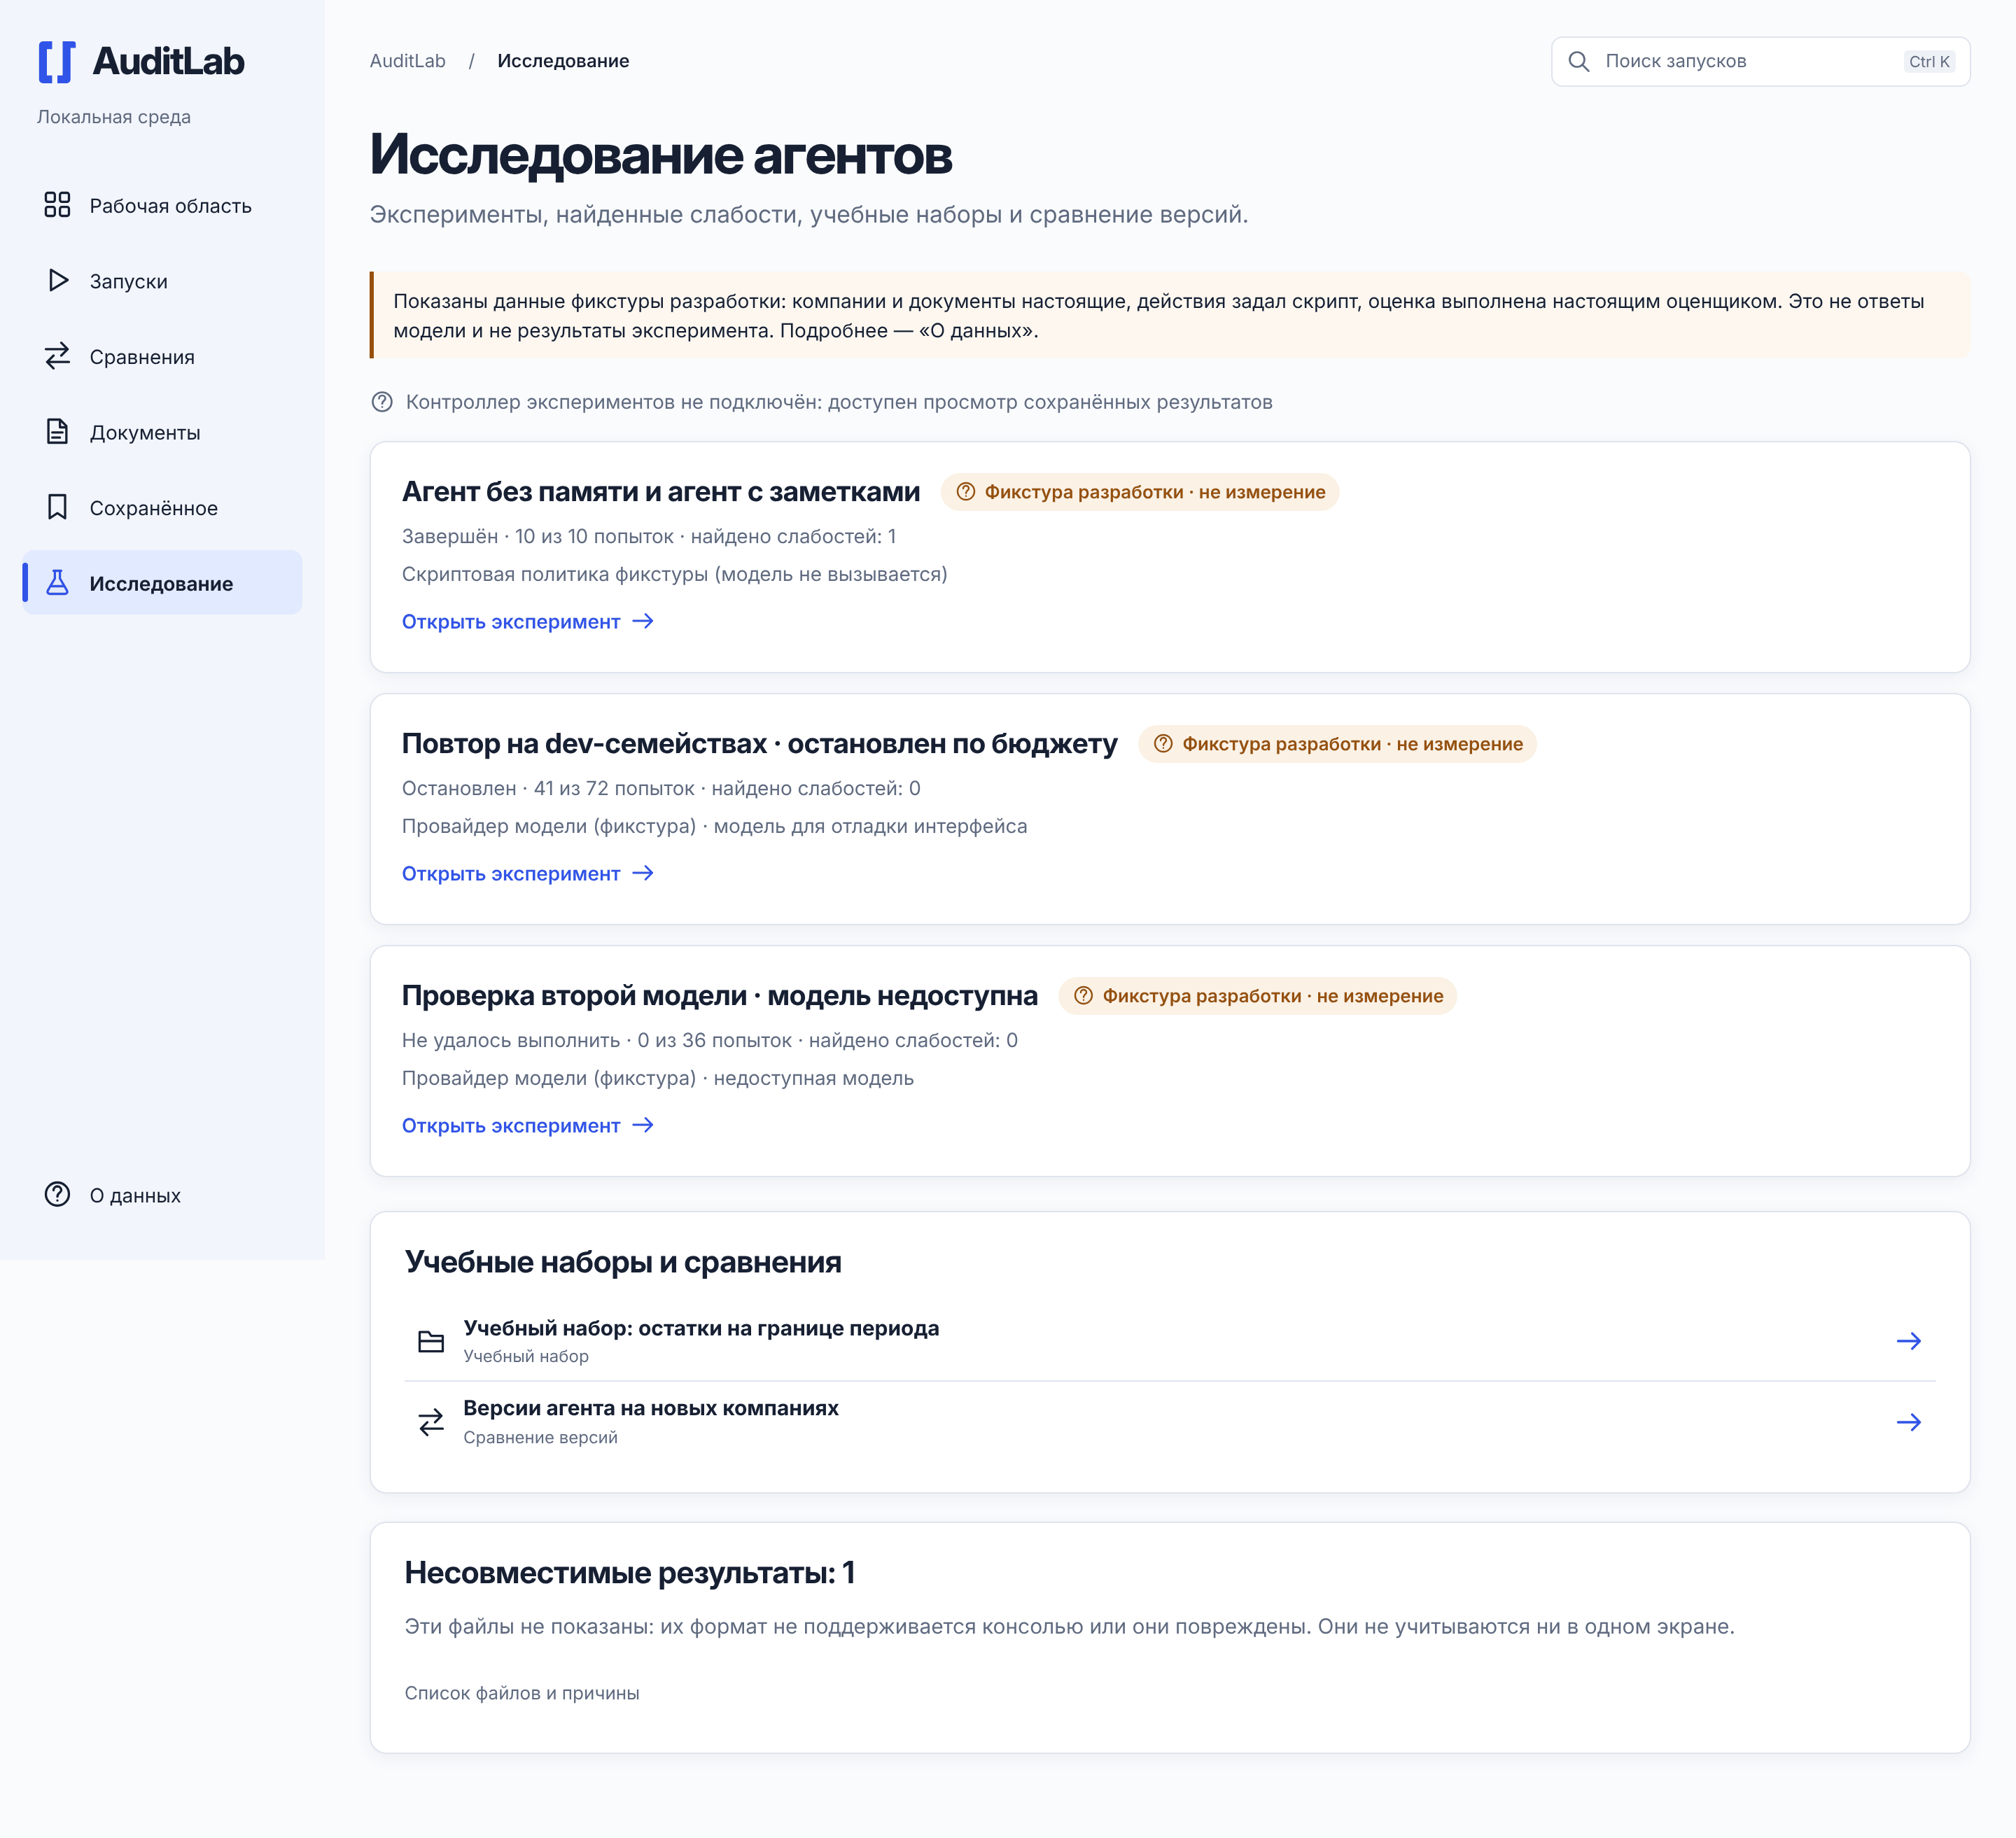 AuditLab
Локальная среда
Рабочая область
Запуски
Сравнения
Документы
Сохранённое
Исследование
О данных
AuditLab / Исследование
Поиск запусков Ctrl K
Исследование агентов
Эксперименты, найденные слабости, учебные наборы и сравнение версий.
Показаны данные фикстуры разработки: компании и документы настоящие, действия задал скрипт, оценка выполнена настоящим оценщиком. Это не ответы
модели и не результаты эксперимента. Подробнее — «О данных».
Контроллер экспериментов не подключён: доступен просмотр сохранённых результатов
Агент без памяти и агент с заметками Фикстура разработки · не измерение
Завершён · 10 из 10 попыток · найдено слабостей: 1
Скриптовая политика фикстуры (модель не вызывается)
Открыть эксперимент
Повтор на dev-семействах · остановлен по бюджету Фикстура разработки · не измерение
Остановлен · 41 из 72 попыток · найдено слабостей: 0
Провайдер модели (фикстура) · модель для отладки интерфейса
Открыть эксперимент
Проверка второй модели · модель недоступна Фикстура разработки · не измерение
Не удалось выполнить · 0 из 36 попыток · найдено слабостей: 0
Провайдер модели (фикстура) · недоступная модель
Открыть эксперимент
Учебные наборы и сравнения
Учебный набор: остатки на границе периода
Учебный набор
Версии агента на новых компаниях
Сравнение версий
Несовместимые результаты: 1
Эти файлы не показаны: их формат не поддерживается консолью или они повреждены. Они не учитываются ни в одном экране.
Список файлов и причины